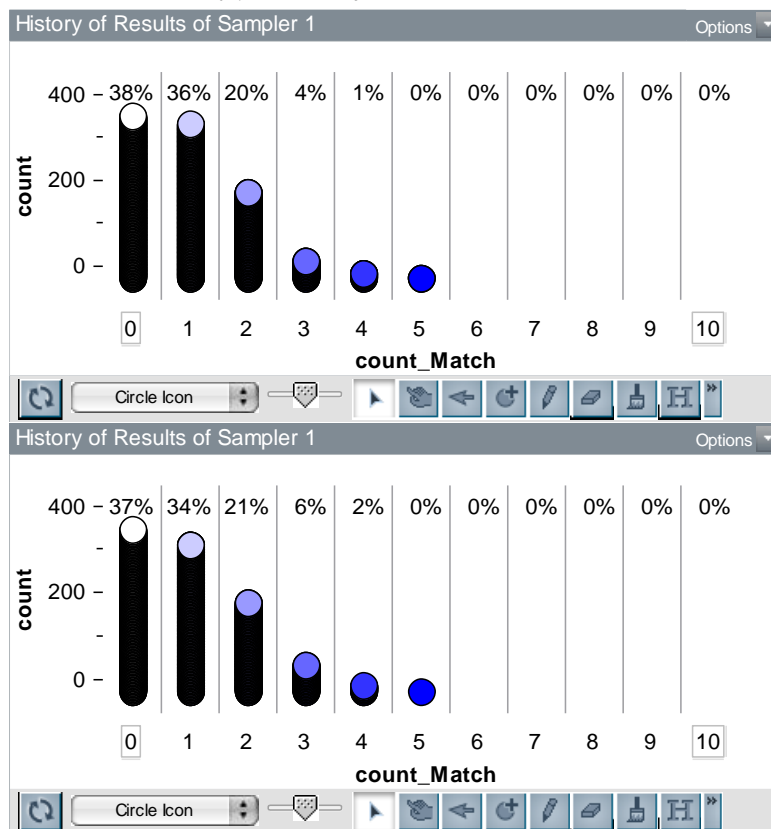 History of Results of Sampler 1 Options
400 38% 36% 20% 4% 1% 0% 0% 0% 0% 0% 0%
200
0
count
0 1 2 3 4 5 6 7 8 9 10
count_Match
Circle Icon »
History of Results of Sampler 1 Options
400 37% 34% 21% 6% 2% 0% 0% 0% 0% 0% 0%
200
0
count
0 1 2 3 4 5 6 7 8 9 10
count_Match
Circle Icon »